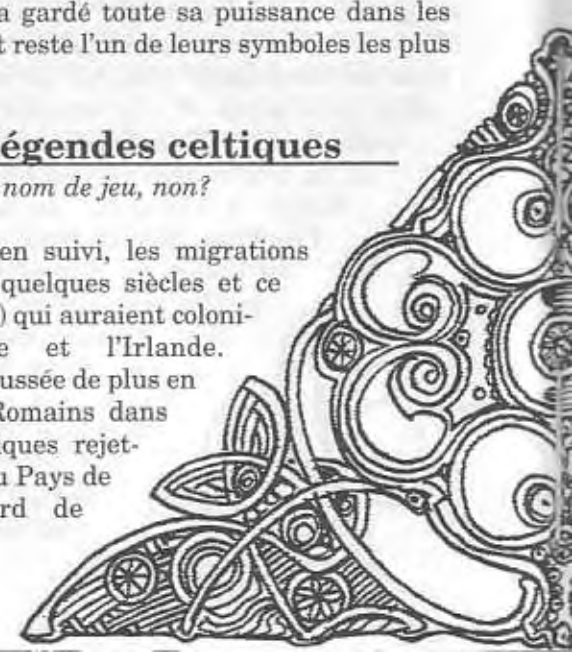 a gardé toute sa puissance dans les
t reste l'un de leurs symboles les plus
égendes celtiques
nom de jeu, non?
en suivi, les migrations
quelques siècles et ce
) qui auraient coloni-
e et l'Irlande.
ussée de plus en
Romains dans
iques rejet-
u Pays de
rd de